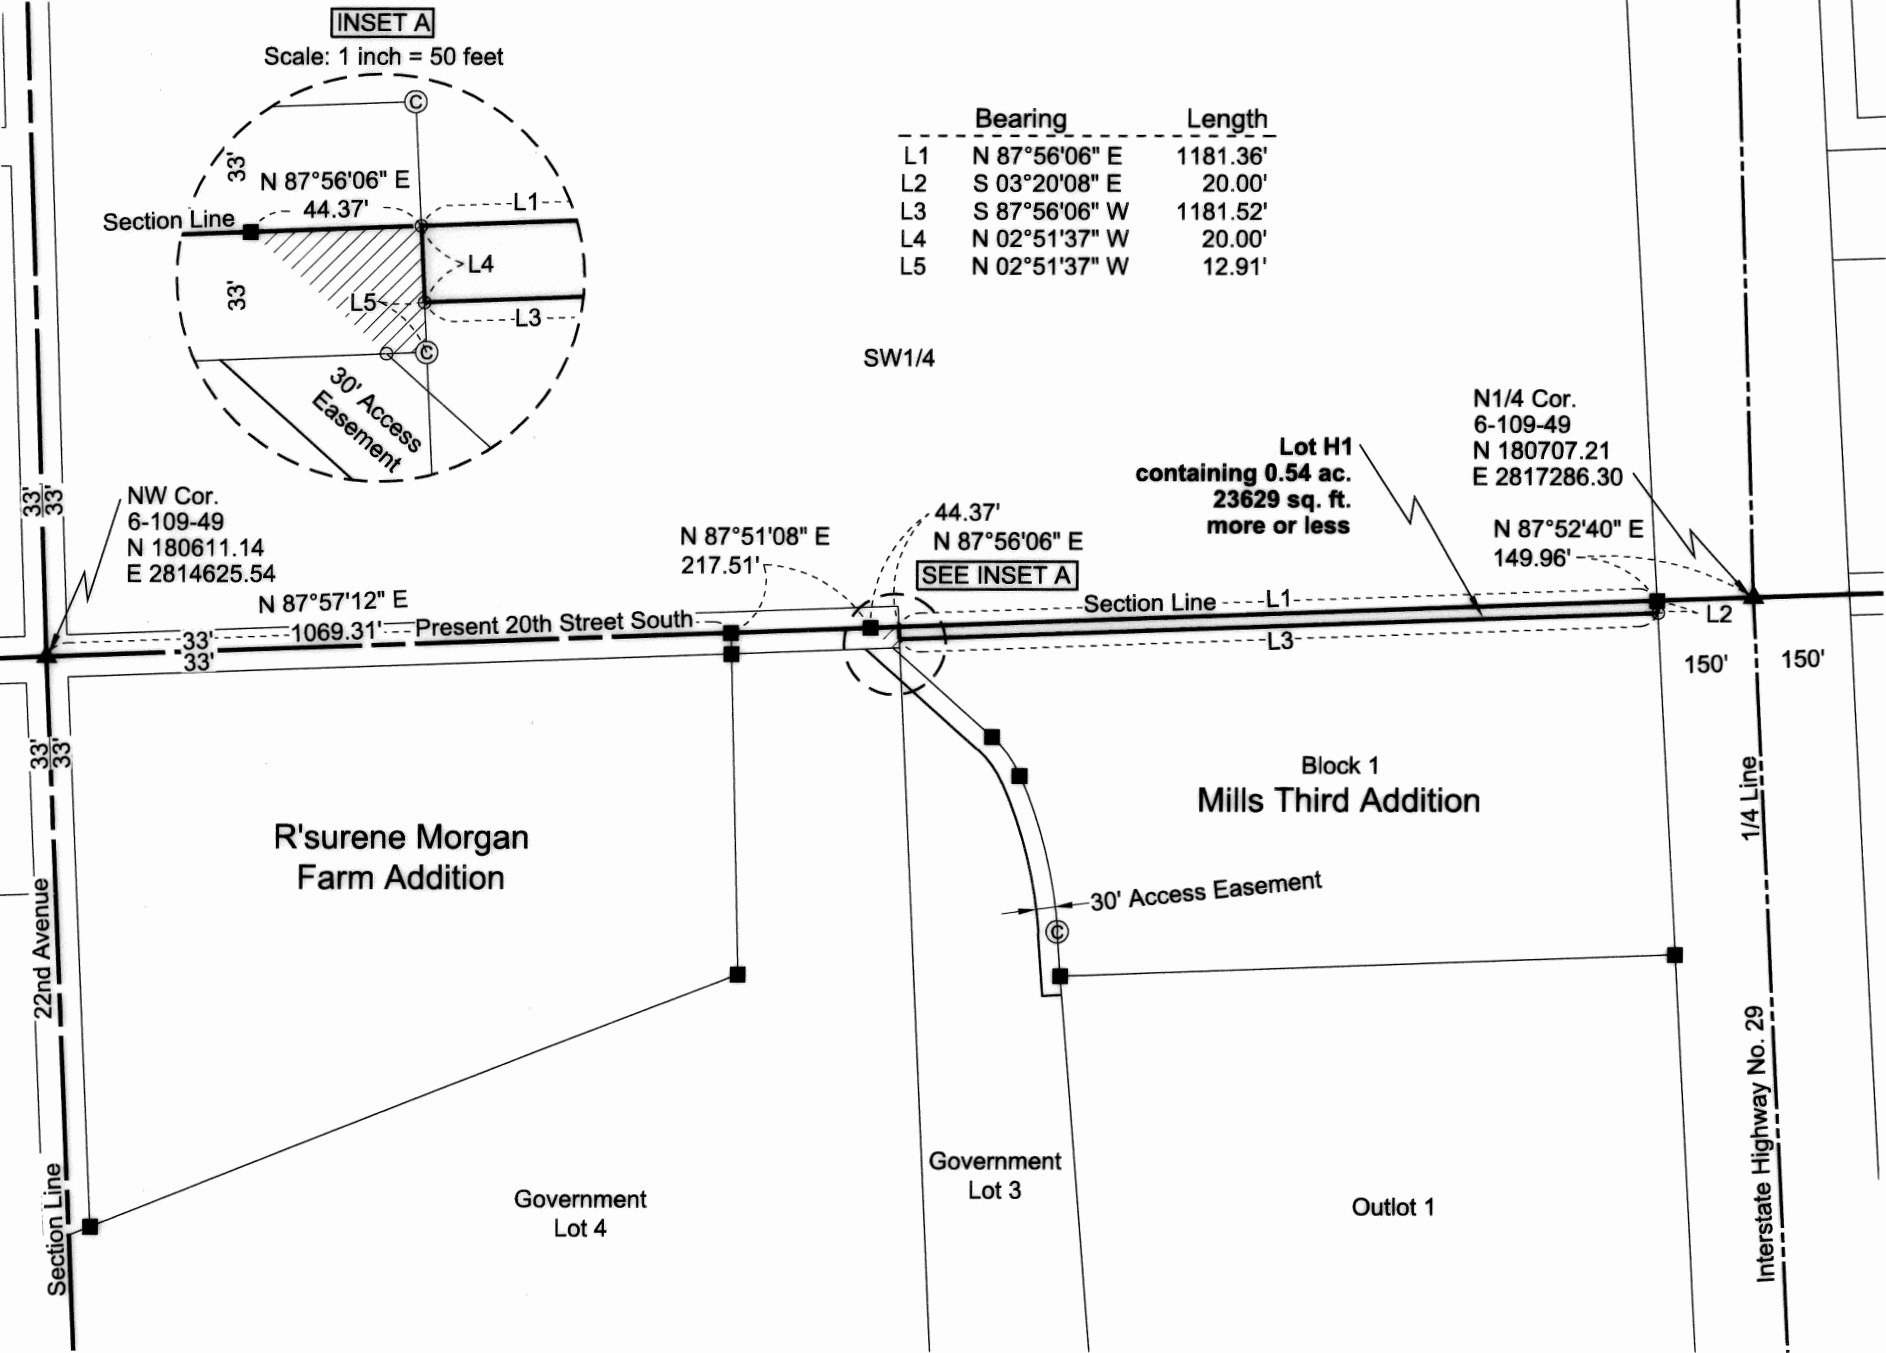 INSET A
Scale: 1 inch = 50 feet
C
33'
N 87°56'06" E
44.37'
Section Line
L1
L4
33'
L5
L3
C
30' Access
Easement
Bearing Length
L1 N 87°56'06" E 1181.36'
L2 S 03°20'08" E 20.00'
L3 S 87°56'06" W 1181.52'
L4 N 02°51'37" W 20.00'
L5 N 02°51'37" W 12.91'
SW1/4
33' 33'
NW Cor.
6-109-49
N 180611.14
E 2814625.54
N 87°57'12" E
1069.31'
33'
33'
Present 20th Street South
N 87°51'08" E
217.51'
44.37'
N 87°56'06" E
SEE INSET A
Lot H1
containing 0.54 ac.
23629 sq. ft.
more or less
N1/4 Cor.
6-109-49
N 180707.21
E 2817286.30
N 87°52'40" E
149.96'
Section Line
L1
L2
L3
150' 150'
33' 33'
R'surene Morgan
Farm Addition
Block 1
Mills Third Addition
1/4 Line
30' Access Easement
C
22nd Avenue
Section Line
Government
Lot 4
Government
Lot 3
Outlot 1
Interstate Highway No. 29